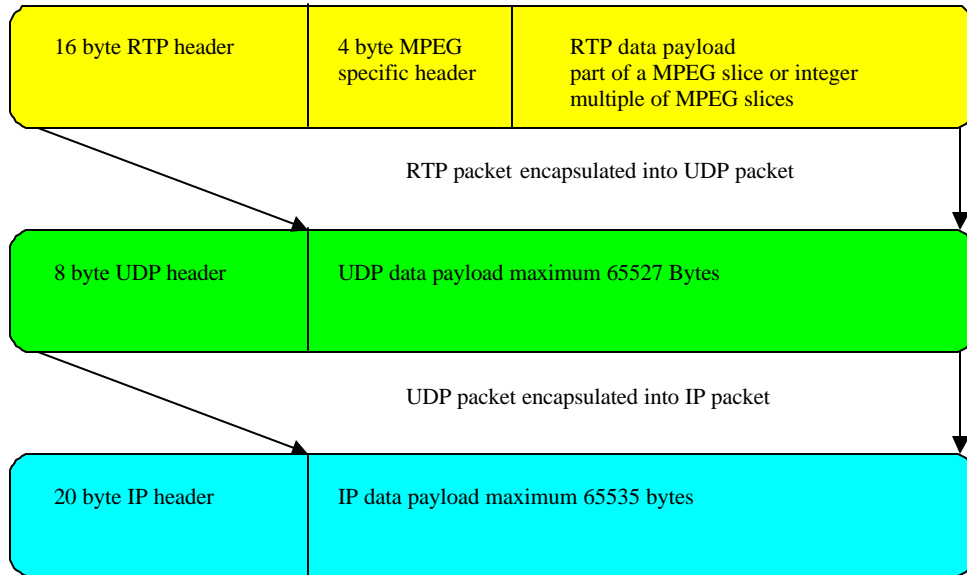 16 byte RTP header
4 byte MPEG
specific header
RTP data payload
part of a MPEG slice or integer
multiple of MPEG slices
RTP packet encapsulated into UDP packet
8 byte UDP header
UDP data payload maximum 65527 Bytes
UDP packet encapsulated into IP packet
20 byte IP header
IP data payload maximum 65535 bytes